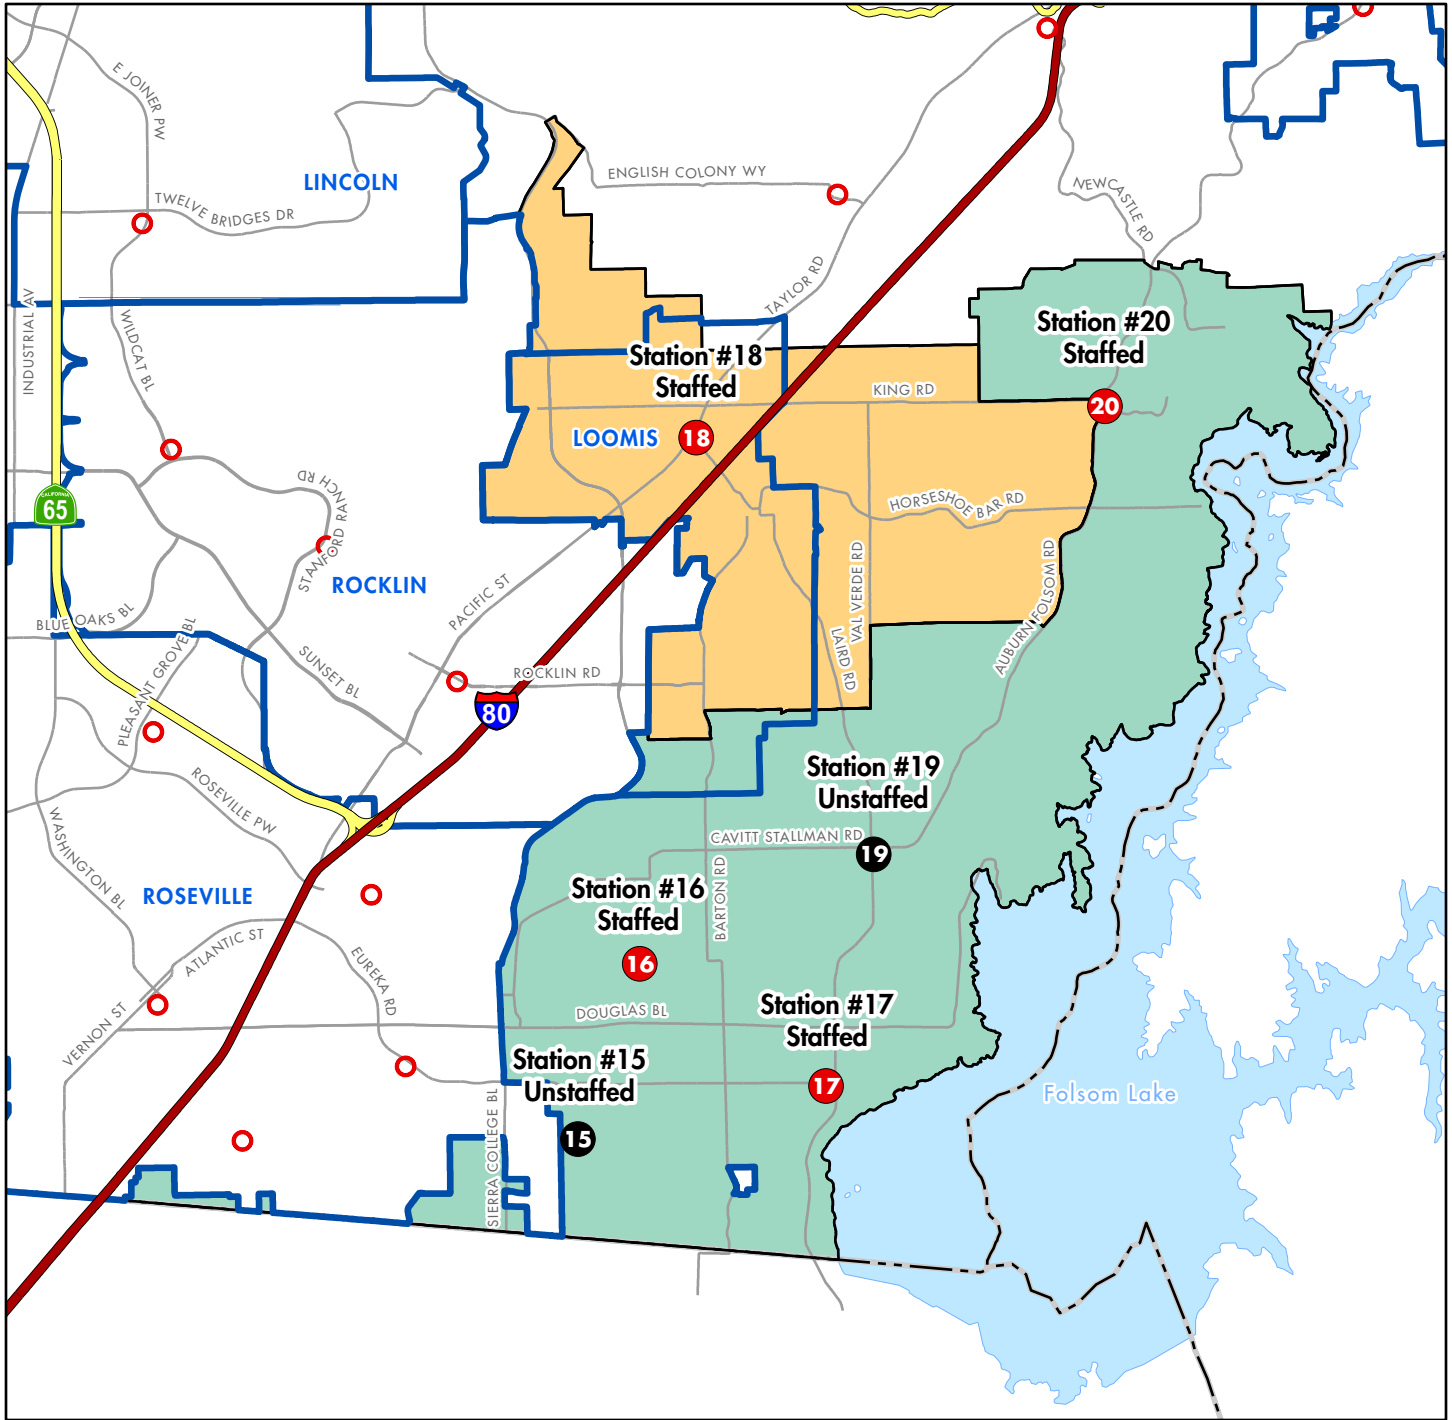 E JOINER PW
LINCOLN
ENGLISH COLONY WY
TWELVE BRIDGES DR
NEWCASTLE RD
TAYLOR RD
INDUSTRIAL AV
WILDCAT BL
Station #20
Staffed
Station #18
Staffed
KING RD
20
LOOMIS
18
STANFORD RANCH RD
CALIFORNIA
65
HORSESHOE BAR RD
ROCKLIN
PACIFIC ST
VAL VERDE RD
AUBURN FOLSOM RD
BLUE OAKS BL
PLEASANT GROVE BL
SUNSET BL
LAIRD RD
ROCKLIN RD
80
Station #19
Unstaffed
ROSEVILLE PW
WASHINGTON BL
CAVITT STALLMAN RD
19
ROSEVILLE
Station #16
Staffed
BARTON RD
ATLANTIC ST
EUREKA RD
16
VERNON ST
DOUGLAS BL
Station #17
Staffed
Station #15
Unstaffed
17
Folsom Lake
SIERRA COLLEGE BL
15